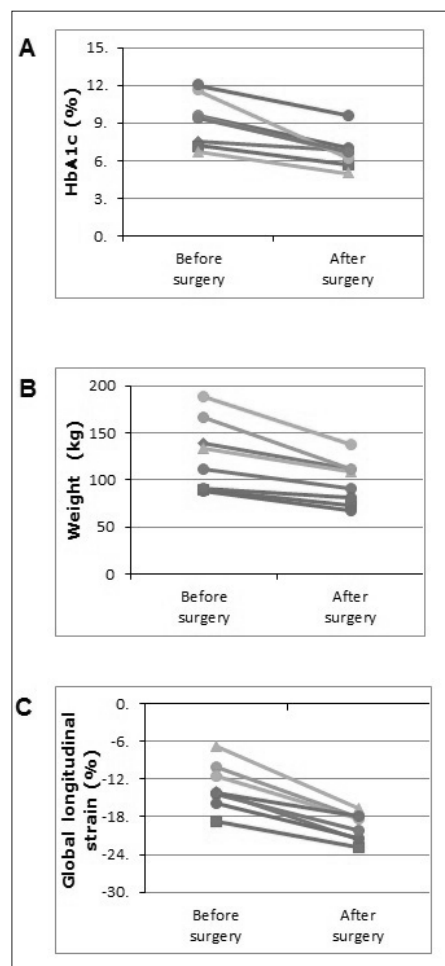 A
HbA1c (%)
15.
12.
9.
6.
3.
0.
Before
surgery
After
surgery
B
Weight (kg)
200
150
100
50
0
Before
surgery
After
surgery
C
Global longitudinal
strain (%)
0.
-6.
-12.
-18.
-24.
-30.
Before
surgery
After
surgery